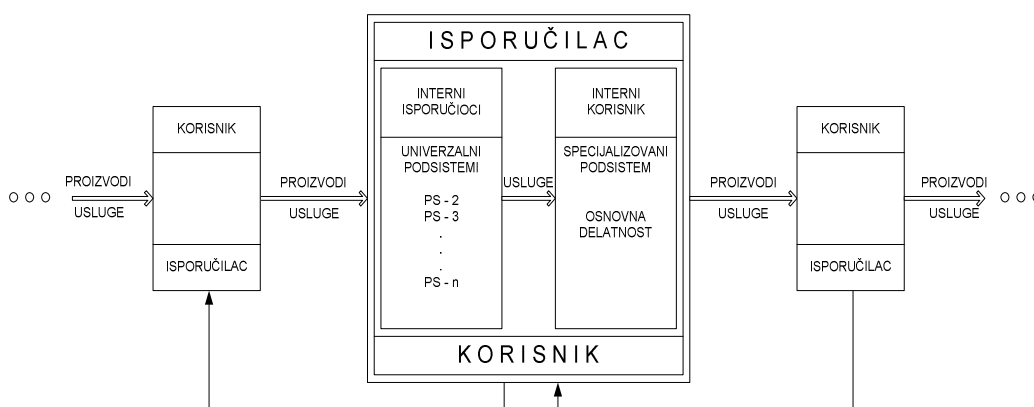 PROIZVODI
USLUGE
KORISNIK
ISPORUČILAC
PROIZVODI
USLUGE
ISPORUČILAC
INTERNI
ISPORUČIOCI
UNIVERZALNI
PODSISTEMI
PS - 2
PS - 3
.
.
.
PS - n
USLUGE
INTERNI
KORISNIK
SPECIJALIZOVANI
PODSISTEM
OSNOVNA
DELATNOST
KORISNIK
PROIZVODI
USLUGE
KORISNIK
ISPORUČILAC
PROIZVODI
USLUGE